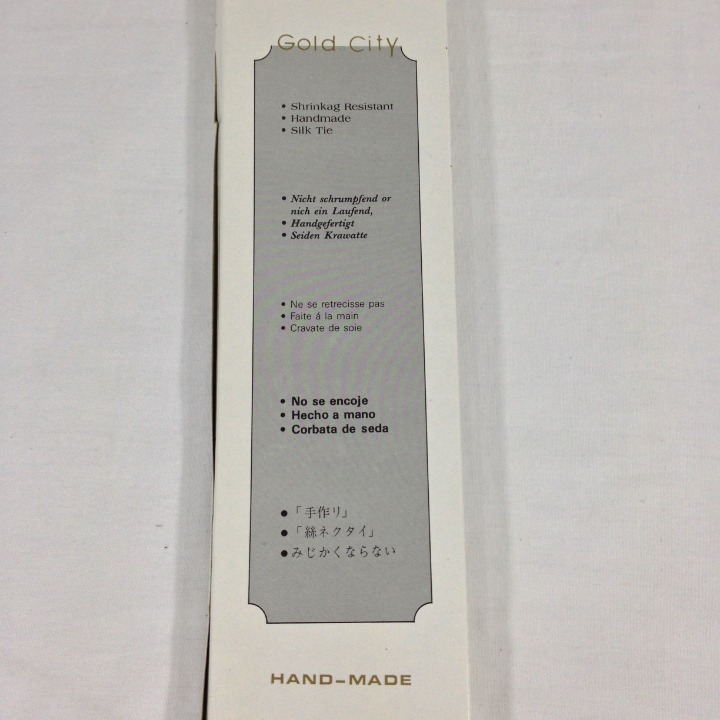 Gold City
• Shrinkag Resistant
• Handmade
• Silk Tie
• Nicht schrumpfend or
nich ein Laufend,
• Handgefertigt
• Seiden Krawatte
• Ne se retrecisse pas
• Faite á la main
• Cravate de soie
• No se encoje
• Hecho a mano
• Corbata de seda
●「手作リ」
●「絲ネクタイ」
●みじかくならない
HAND-MADE